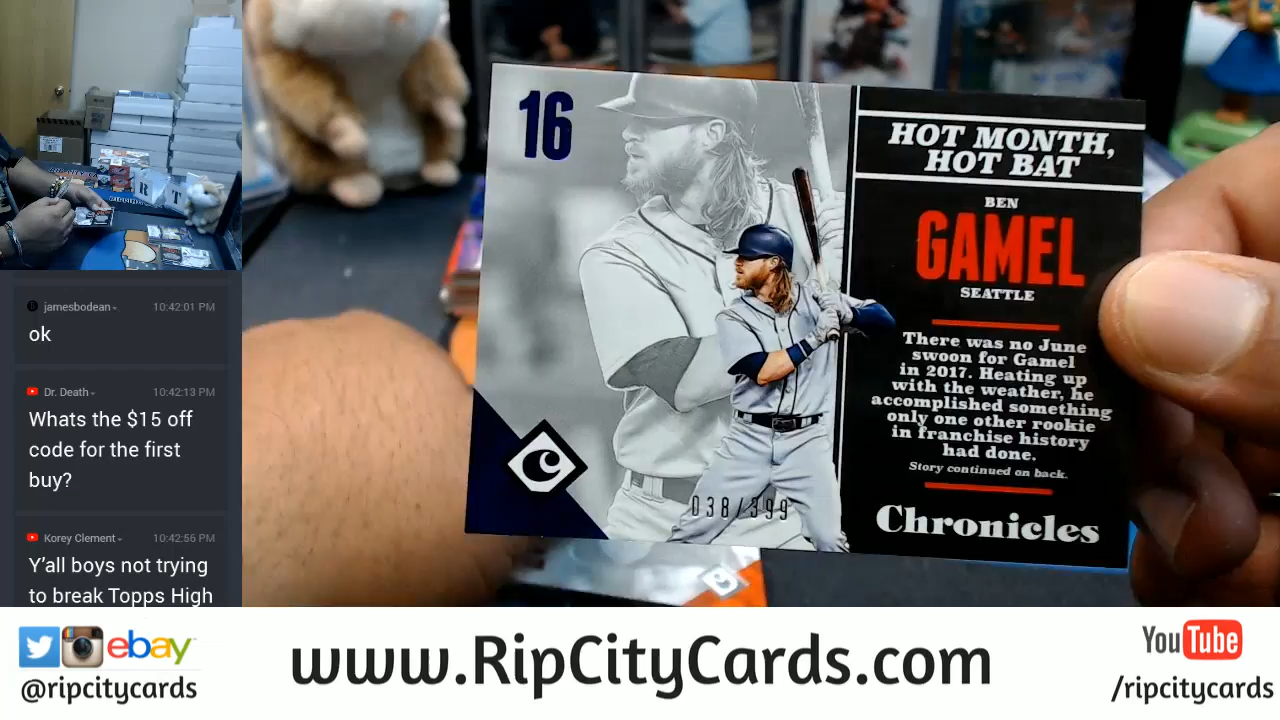 jamesbodean
10:42:01 PM
ok
Dr. Death
10:42:13 PM
Whats the $15 off
code for the first
buy?
Korey Clement
10:42:56 PM
Y'all boys not trying
to break Topps High
16
HOT MONTH,
HOT BAT
BEN
GAMEL
SEATTLE
There was no June
swoon for Gamel
in 2017. Heating up
with the weather, he
accomplished something
only one other rookie
in franchise history
had done.
Story continued on back.
Chronicles
C
038/399
ebay
@ripcitycards
www.RipCityCards.com
YouTube
/ripcitycards